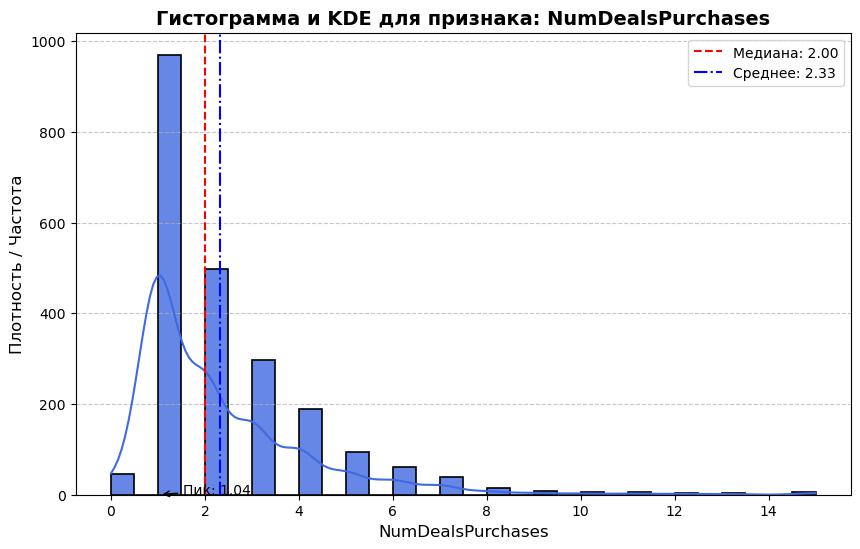 Гистограмма и KDE для признака: NumDealsPurchases
Медиана: 2.00
Среднее: 2.33
Плотность / Частота
1000
800
600
400
200
0
Пик: 1.04
0 2 4 6 8 10 12 14
NumDealsPurchases